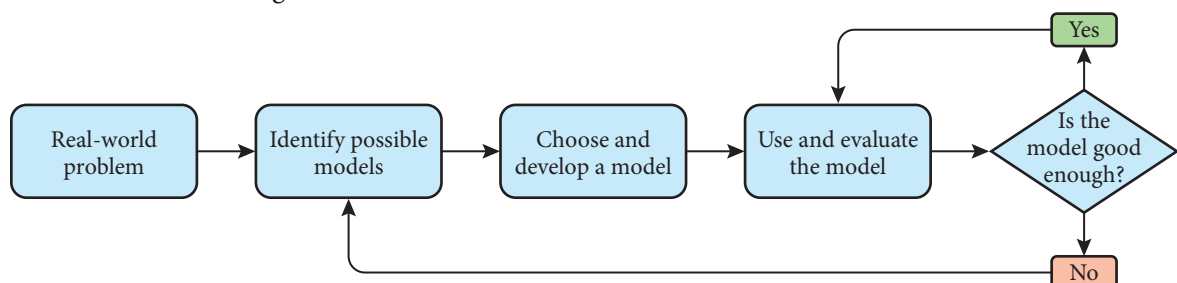 Yes
Real-world
problem
Identify possible
models
Choose and
develop a model
Use and evaluate
the model
Is the
model good
enough?
No